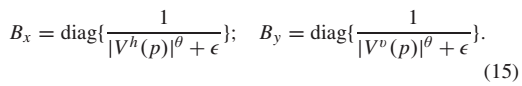 B_x = diag{ 1 / (|V^h(p)|^θ + ϵ) }; B_y = diag{ 1 / (|V^v(p)|^θ + ϵ) }.
(15)